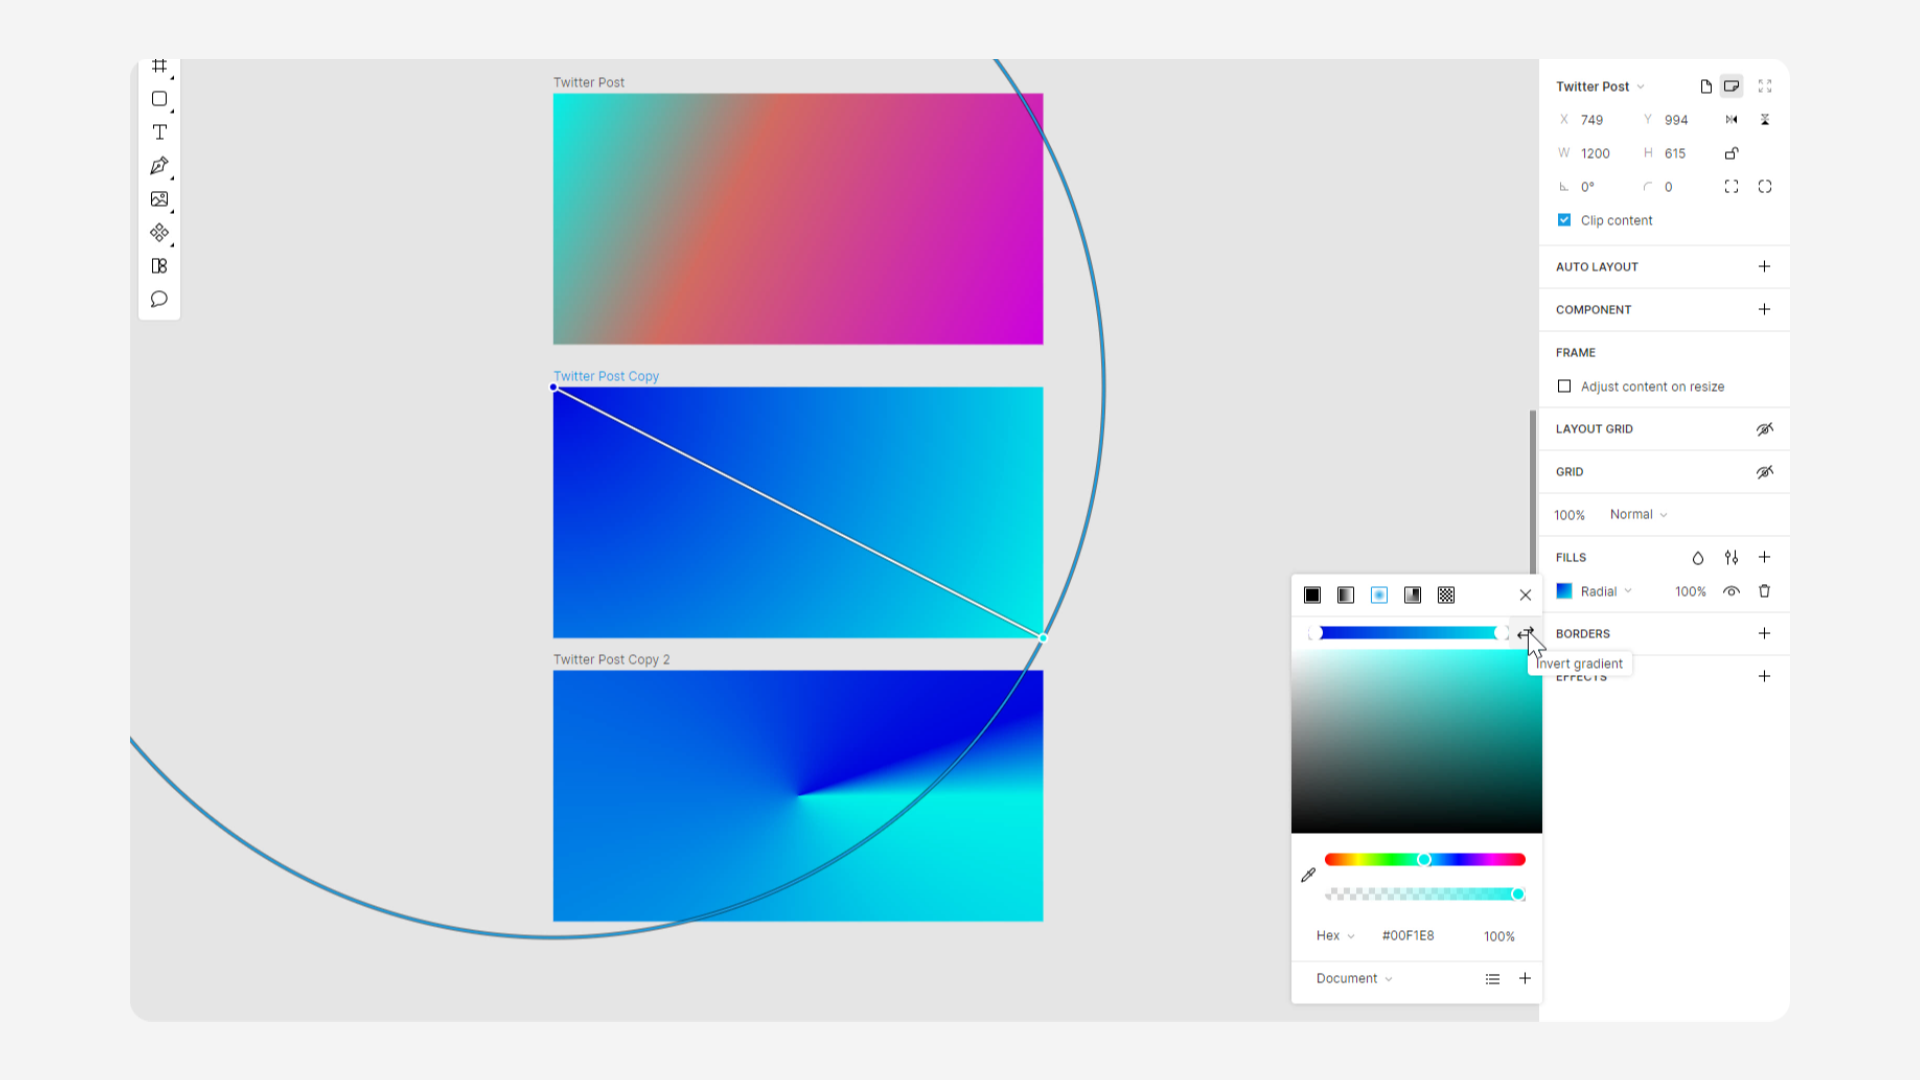 Twitter Post
Twitter Post Copy
Twitter Post Copy 2
Twitter Post
X 749 Y 994
W 1200 H 615
0° 0
Clip content
AUTO LAYOUT
COMPONENT
FRAME
Adjust content on resize
LAYOUT GRID
GRID
100% Normal
FILLS
Radial 100%
BORDERS
Invert gradient
EFFECTS
Hex #00F1E8 100%
Document